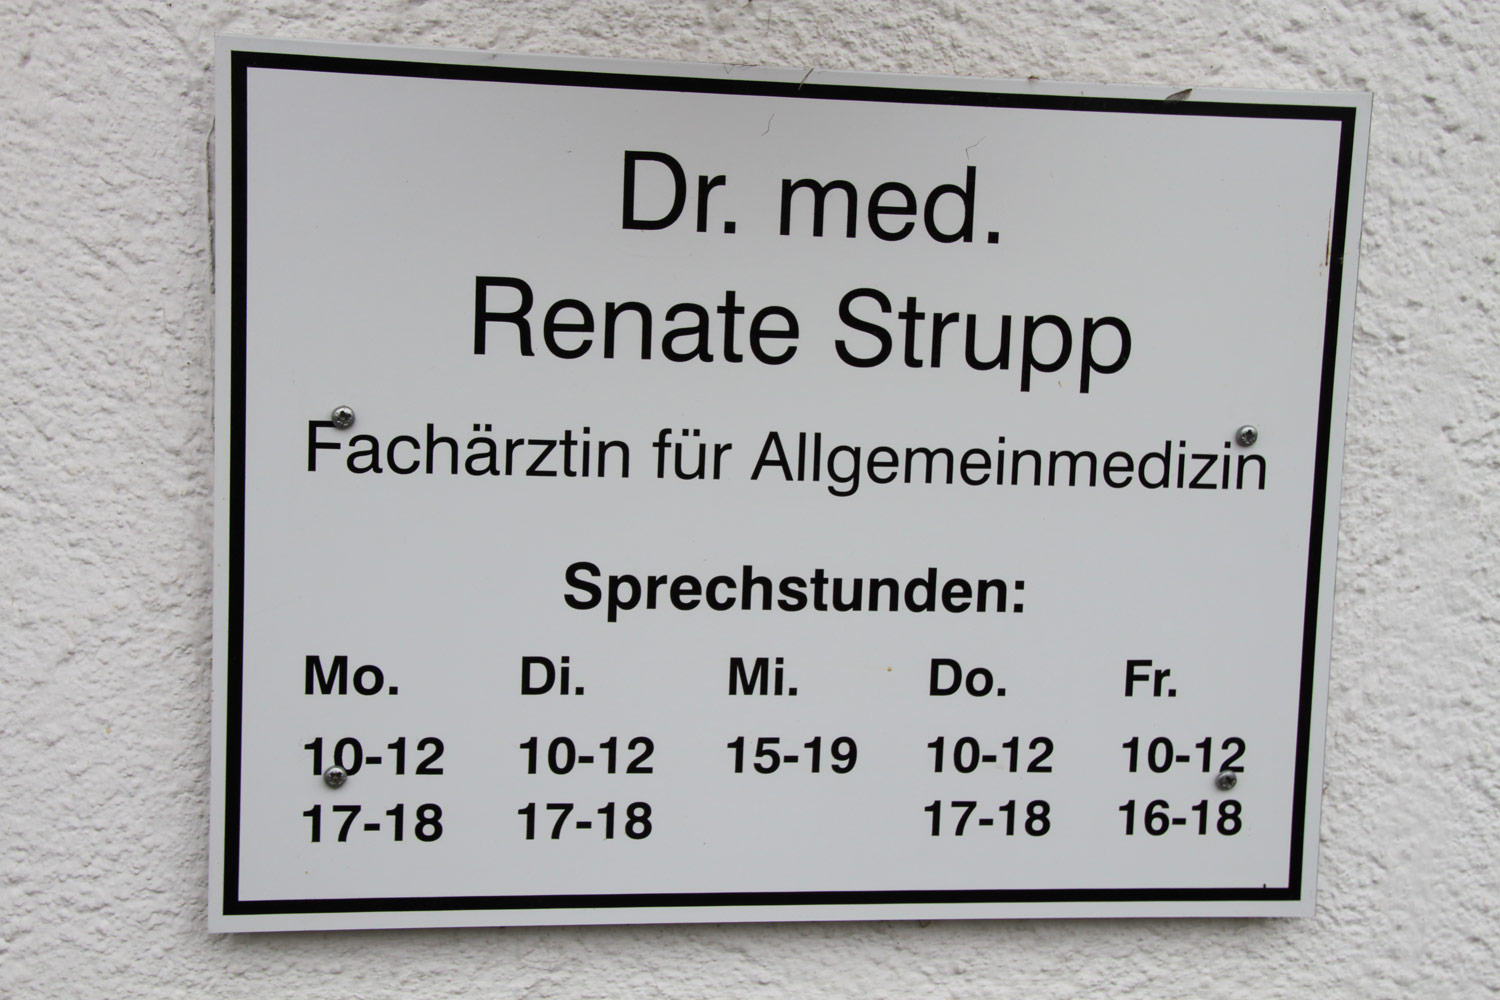 Dr. med.
Renate Strupp
Fachärztin für Allgemeinmedizin
Sprechstunden:
Mo. Di. Mi. Do. Fr.
10-12 10-12 15-19 10-12 10-12
17-18 17-18 17-18 16-18